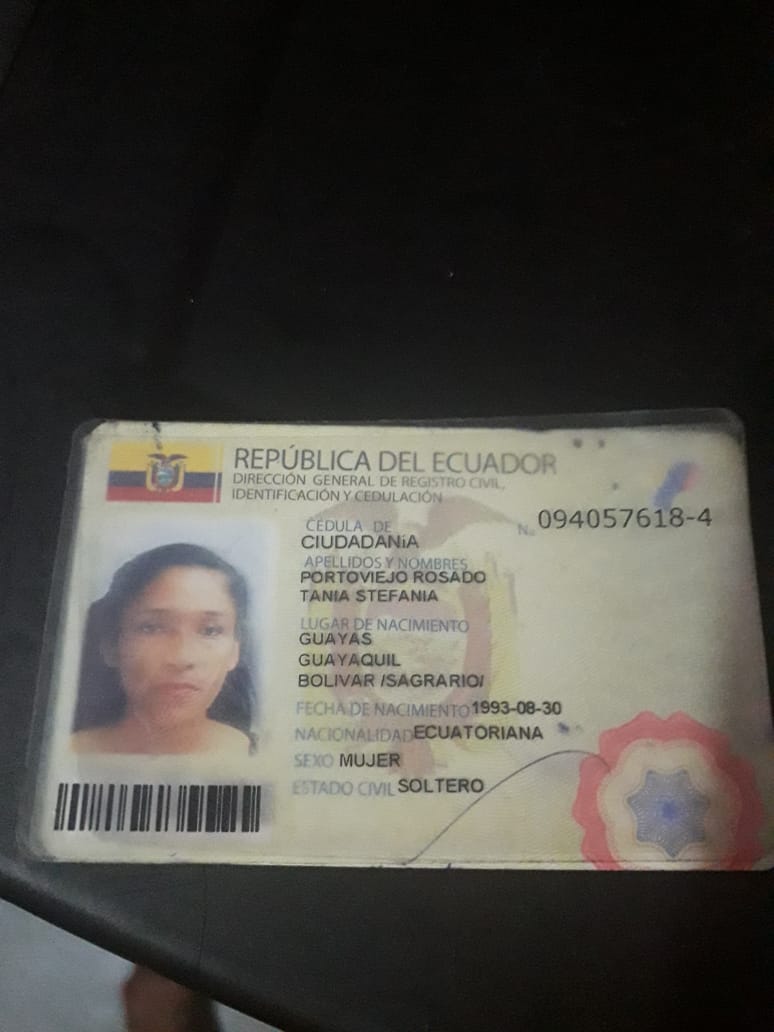 REPÚBLICA DEL ECUADOR
DIRECCIÓN GENERAL DE REGISTRO CIVIL,
IDENTIFICACIÓN Y CEDULACIÓN
CÉDULA DE No. 094057618-4
CIUDADANíA
APELLIDOS Y NOMBRES
PORTOVIEJO ROSADO
TANIA STEFANIA
LUGAR DE NACIMIENTO
GUAYAS
GUAYAQUIL
BOLIVAR /SAGRARIO/
FECHA DE NACIMIENTO 1993-08-30
NACIONALIDAD ECUATORIANA
SEXO MUJER
ESTADO CIVIL SOLTERO